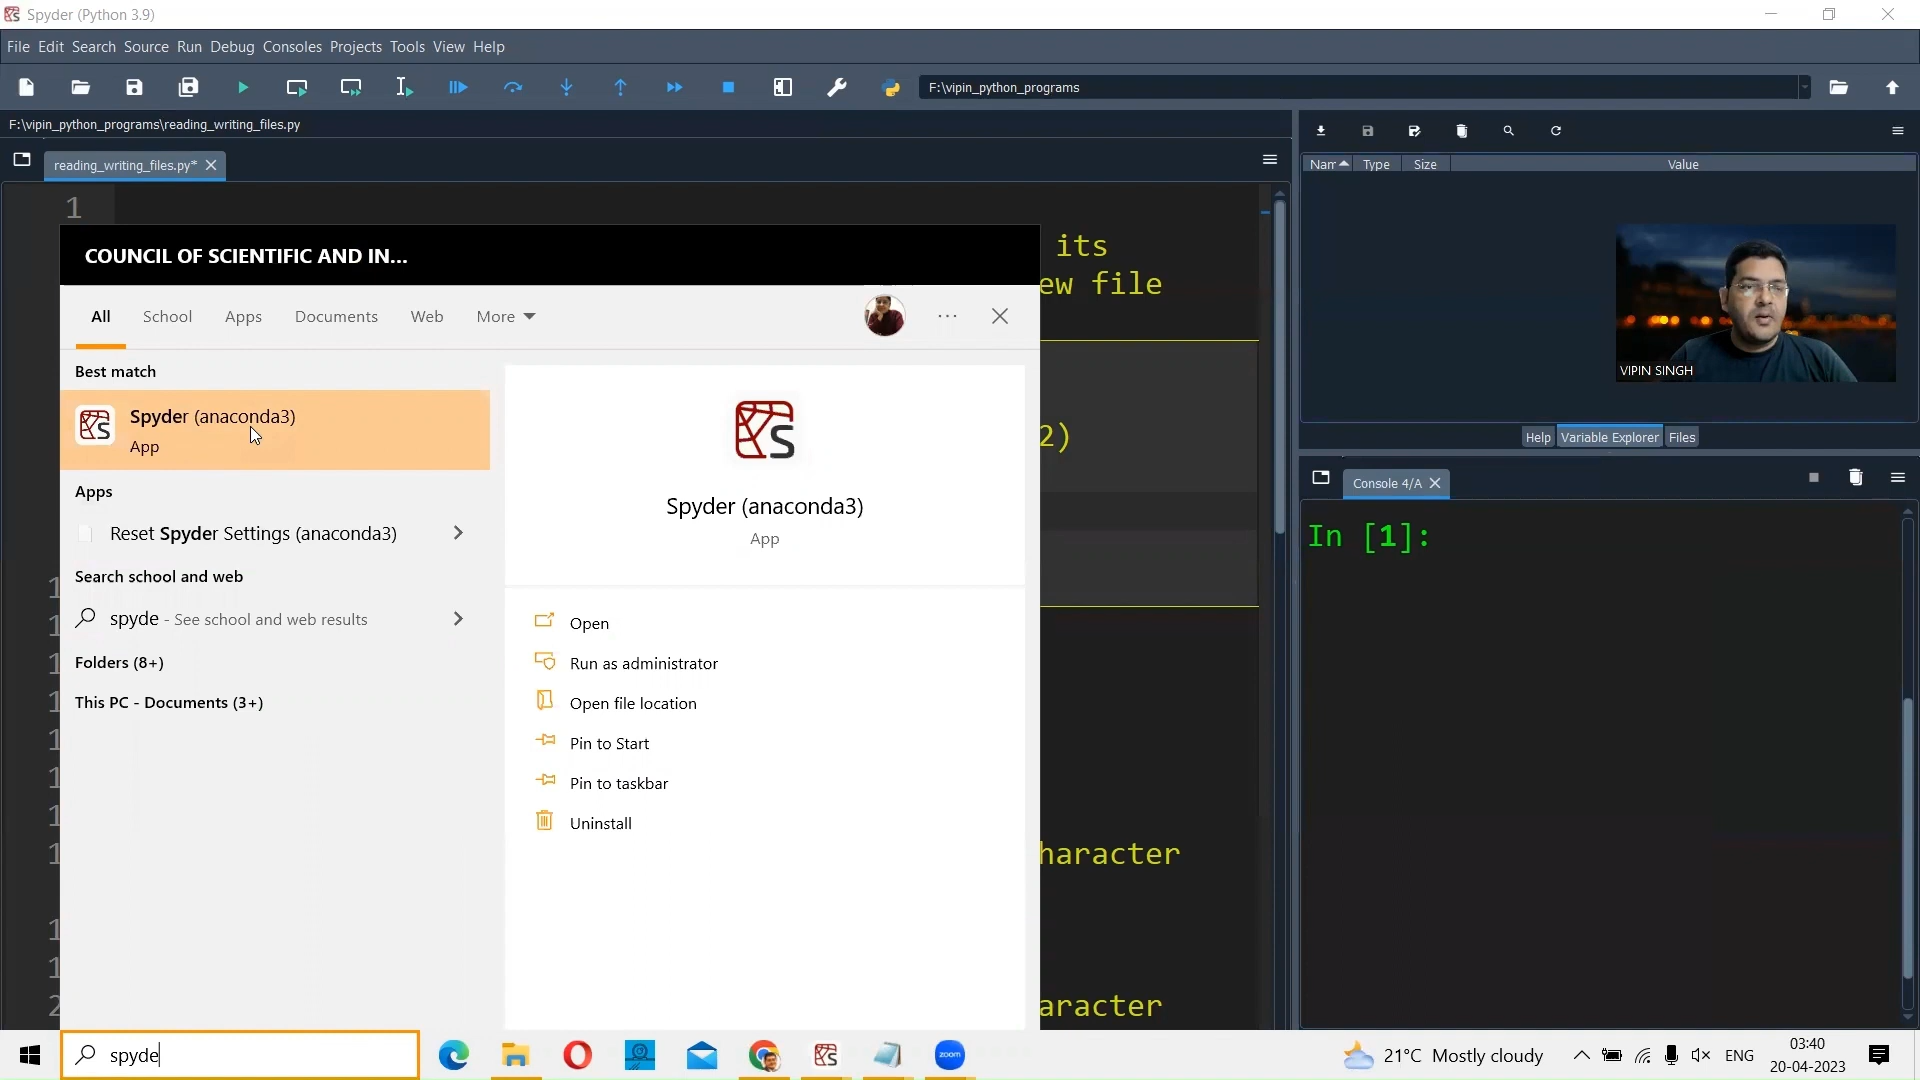 Spyder (Python 3.9)
File Edit Search Source Run Debug Consoles Projects Tools View Help
F:\vipin_python_programs
F:\vipin_python_programs\reading_writing_files.py
reading_writing_files.py*
Nam Type Size Value
1
its
ew file
2)
haracter
aracter
COUNCIL OF SCIENTIFIC AND IN...
All School Apps Documents Web More
Best match
Spyder (anaconda3)
App
Apps
Reset Spyder Settings (anaconda3)
Search school and web
spyde - See school and web results
Folders (8+)
This PC - Documents (3+)
Spyder (anaconda3)
App
Open
Run as administrator
Open file location
Pin to Start
Pin to taskbar
Uninstall
VIPIN SINGH
Help Variable Explorer Files
Console 4/A
In [1]:
spyde
zoom
21°C Mostly cloudy
ENG
03:40
20-04-2023